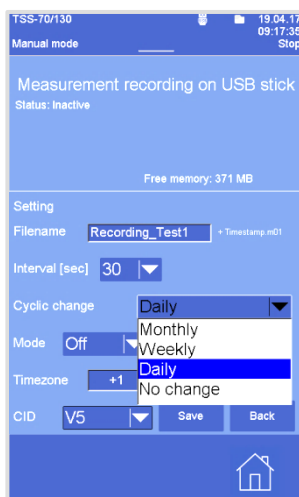 TSS-70/130 19.04.17
09:17:35
Manual mode Stop
Measurement recording on USB stick
Status: Inactive
Free memory: 371 MB
Setting
Filename Recording_Test1 + Timestamp.m01
Interval [sec] 30
Cyclic change Daily
Monthly
Mode Off Weekly
Daily
Timezone +1 No change
CID V5 Save Back